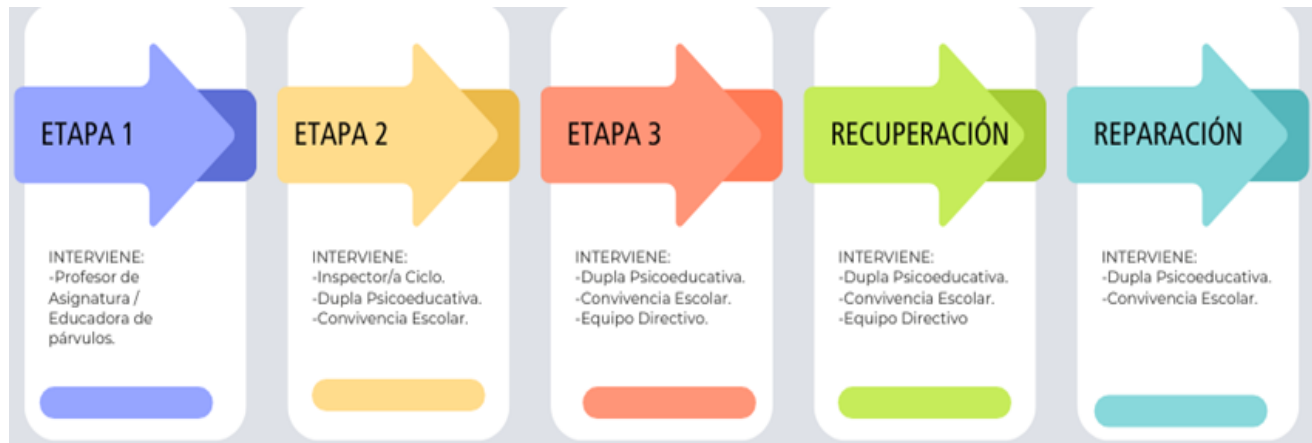 ETAPA 1
INTERVIENE:
-Profesor de
Asignatura /
Educadora de
párvulos.
ETAPA 2
INTERVIENE:
-Inspector/a Ciclo.
-Dupla Psicoeducativa.
-Convivencia Escolar.
ETAPA 3
INTERVIENE:
-Dupla Psicoeducativa.
-Convivencia Escolar.
-Equipo Directivo.
RECUPERACIÓN
INTERVIENE:
-Dupla Psicoeducativa.
-Convivencia Escolar.
-Equipo Directivo
REPARACIÓN
INTERVIENE:
-Dupla Psicoeducativa.
-Convivencia Escolar.